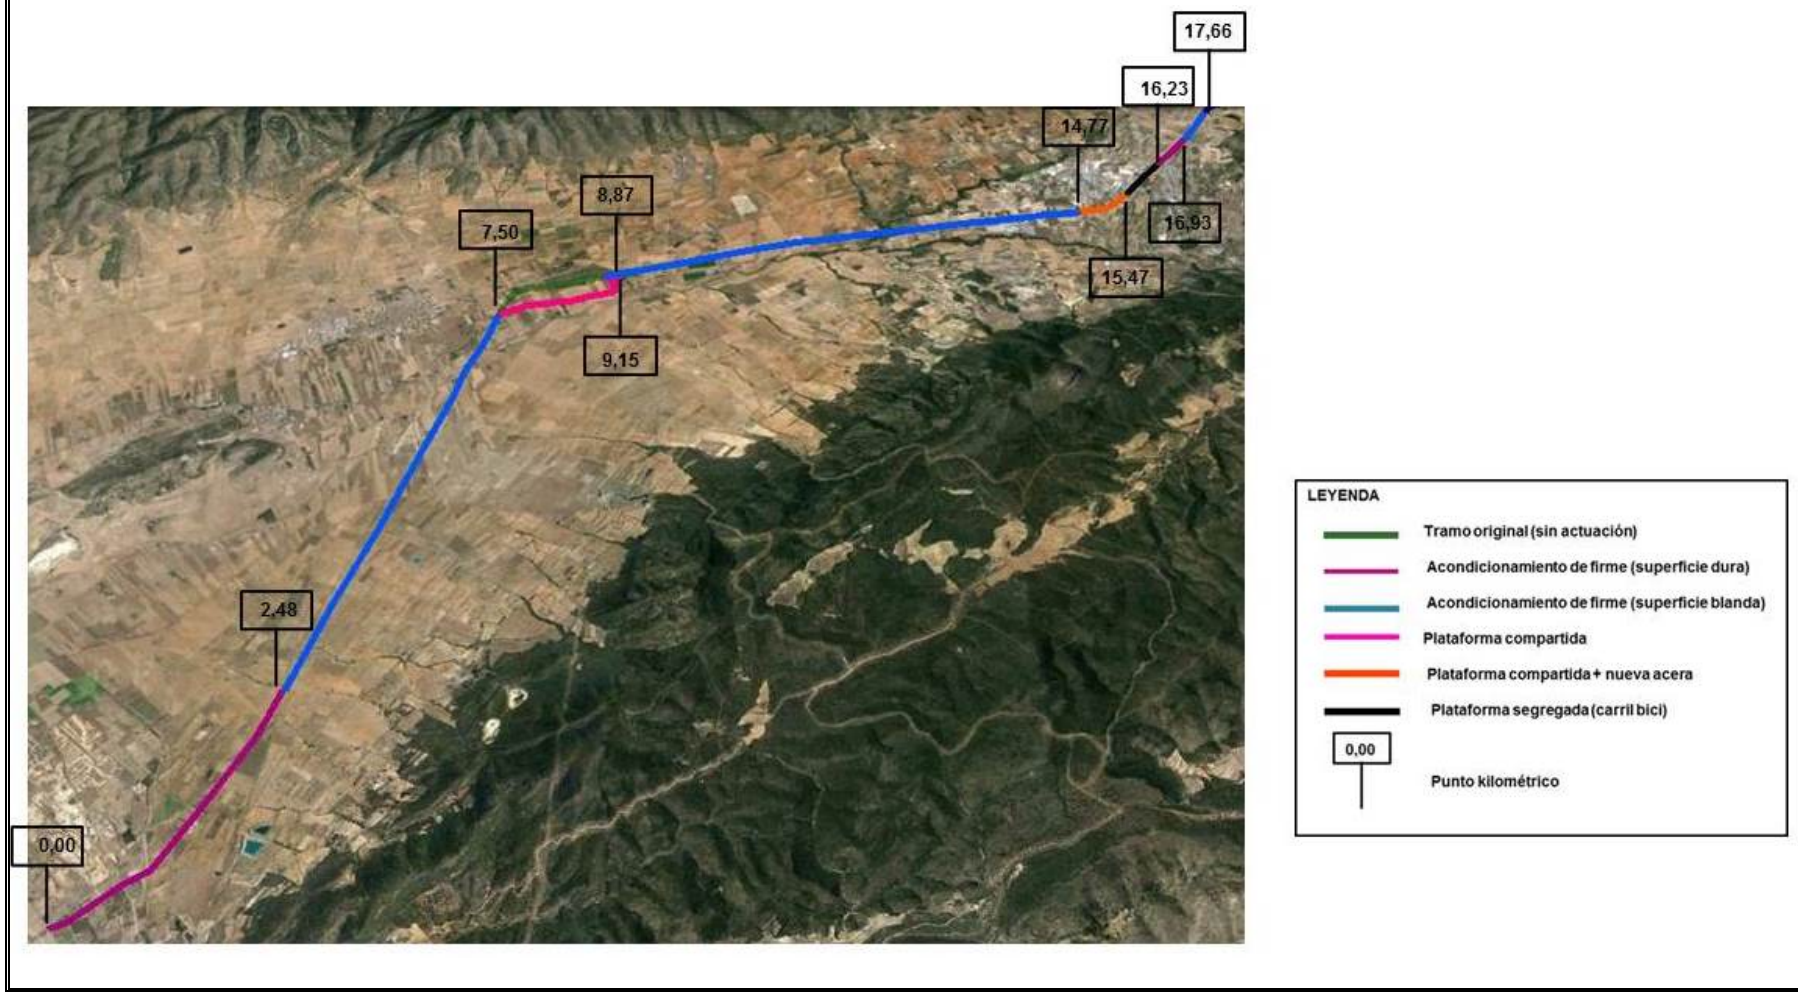 17,66
16,23
14,77
8,87
7,50
16,93
15,47
9,15
2.48
0,00
LEYENDA
Tramo original (sin actuación)
Acondicionamiento de firme (superficie dura)
Acondicionamiento de firme (superficie blanda)
Plataforma compartida
Plataforma compartida + nueva acera
Plataforma segregada (carril bici)
0,00
Punto kilométrico